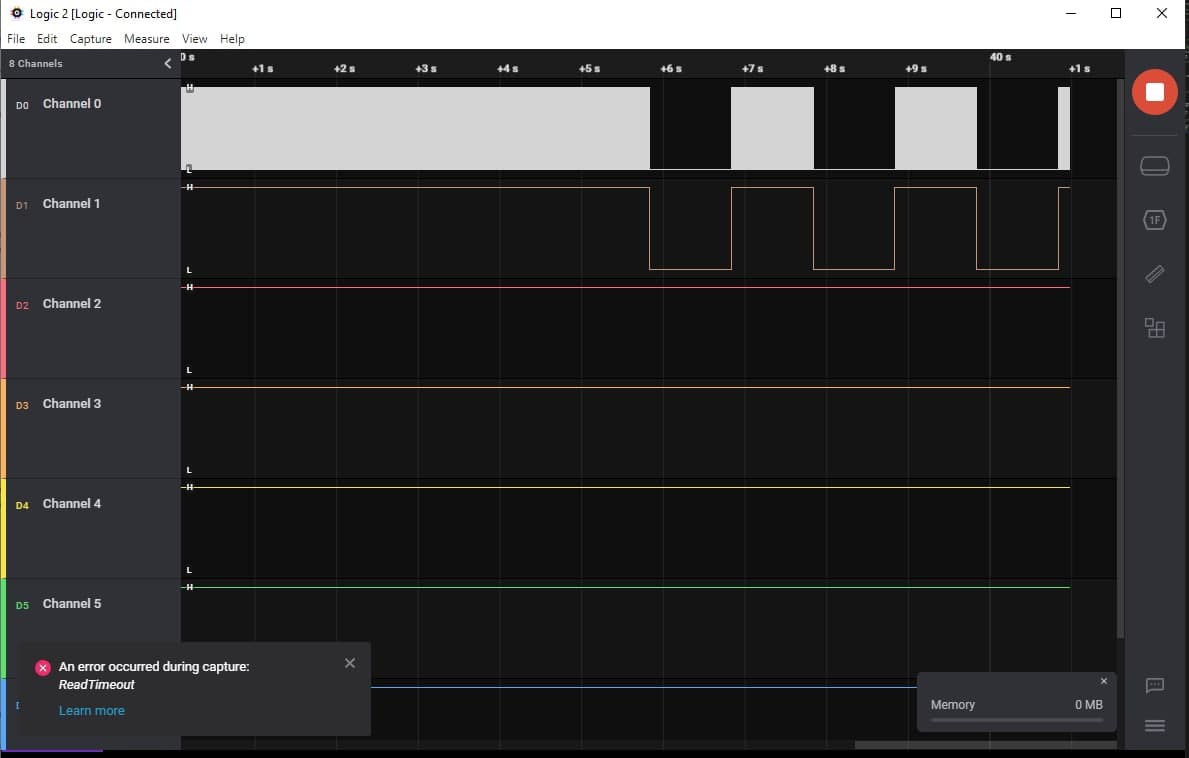 Logic 2 [Logic - Connected]
File Edit Capture Measure View Help
8 Channels
0 s
+1 s +2 s +3 s +4 s +5 s +6 s +7 s +8 s +9 s
40 s
+1 s
D0 Channel 0
H
L
D1 Channel 1
H
L
D2 Channel 2
H
L
D3 Channel 3
H
L
D4 Channel 4
H
L
D5 Channel 5
H
1F
An error occurred during capture:
ReadTimeout
Learn more
Memory 0 MB